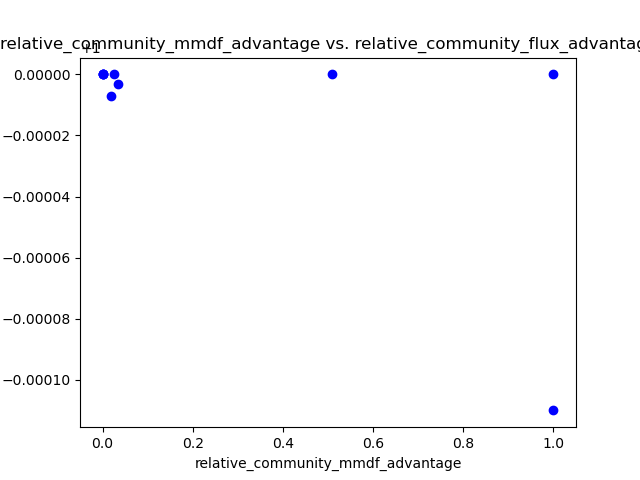 relative_community_mmdf_advantage vs. relative_community_flux_advantag
+1
0.00000
−0.00002
−0.00004
−0.00006
−0.00008
−0.00010
0.0 0.2 0.4 0.6 0.8 1.0
relative_community_mmdf_advantage